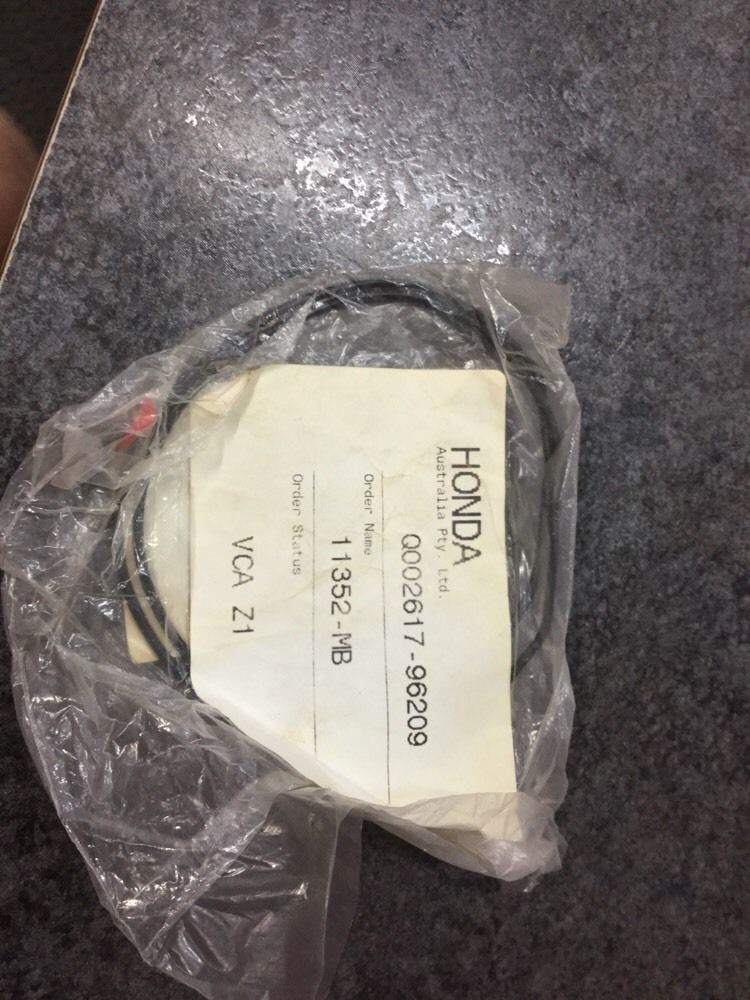 HONDA
Australia Pty. Ltd.
Q002617-96209
Order Name
11352-MB
Order Status
VCA Z1